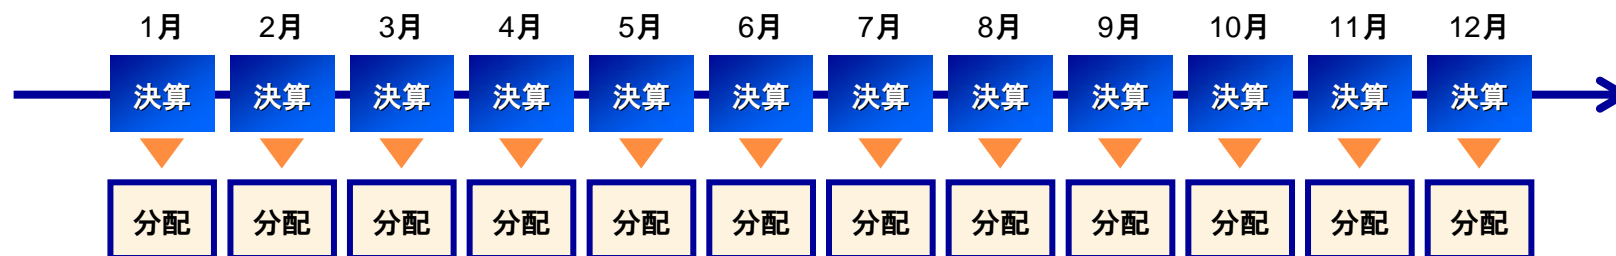 1月 2月 3月 4月 5月 6月 7月 8月 9月 10月 11月 12月
決算 決算 決算 決算 決算 決算 決算 決算 決算 決算 決算 決算
分配 分配 分配 分配 分配 分配 分配 分配 分配 分配 分配 分配